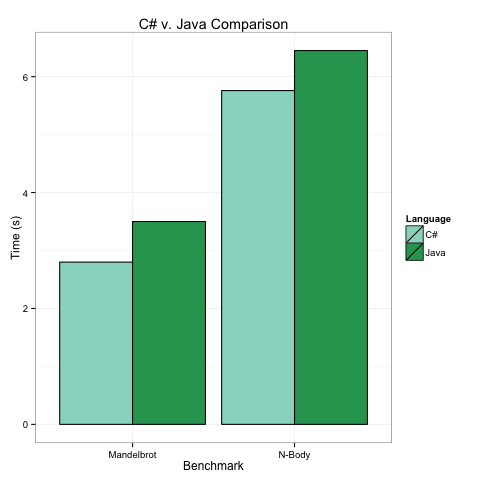 C# v. Java Comparison
6
4
2
0
Time (s)
Mandelbrot N-Body
Benchmark
Language
C#
Java